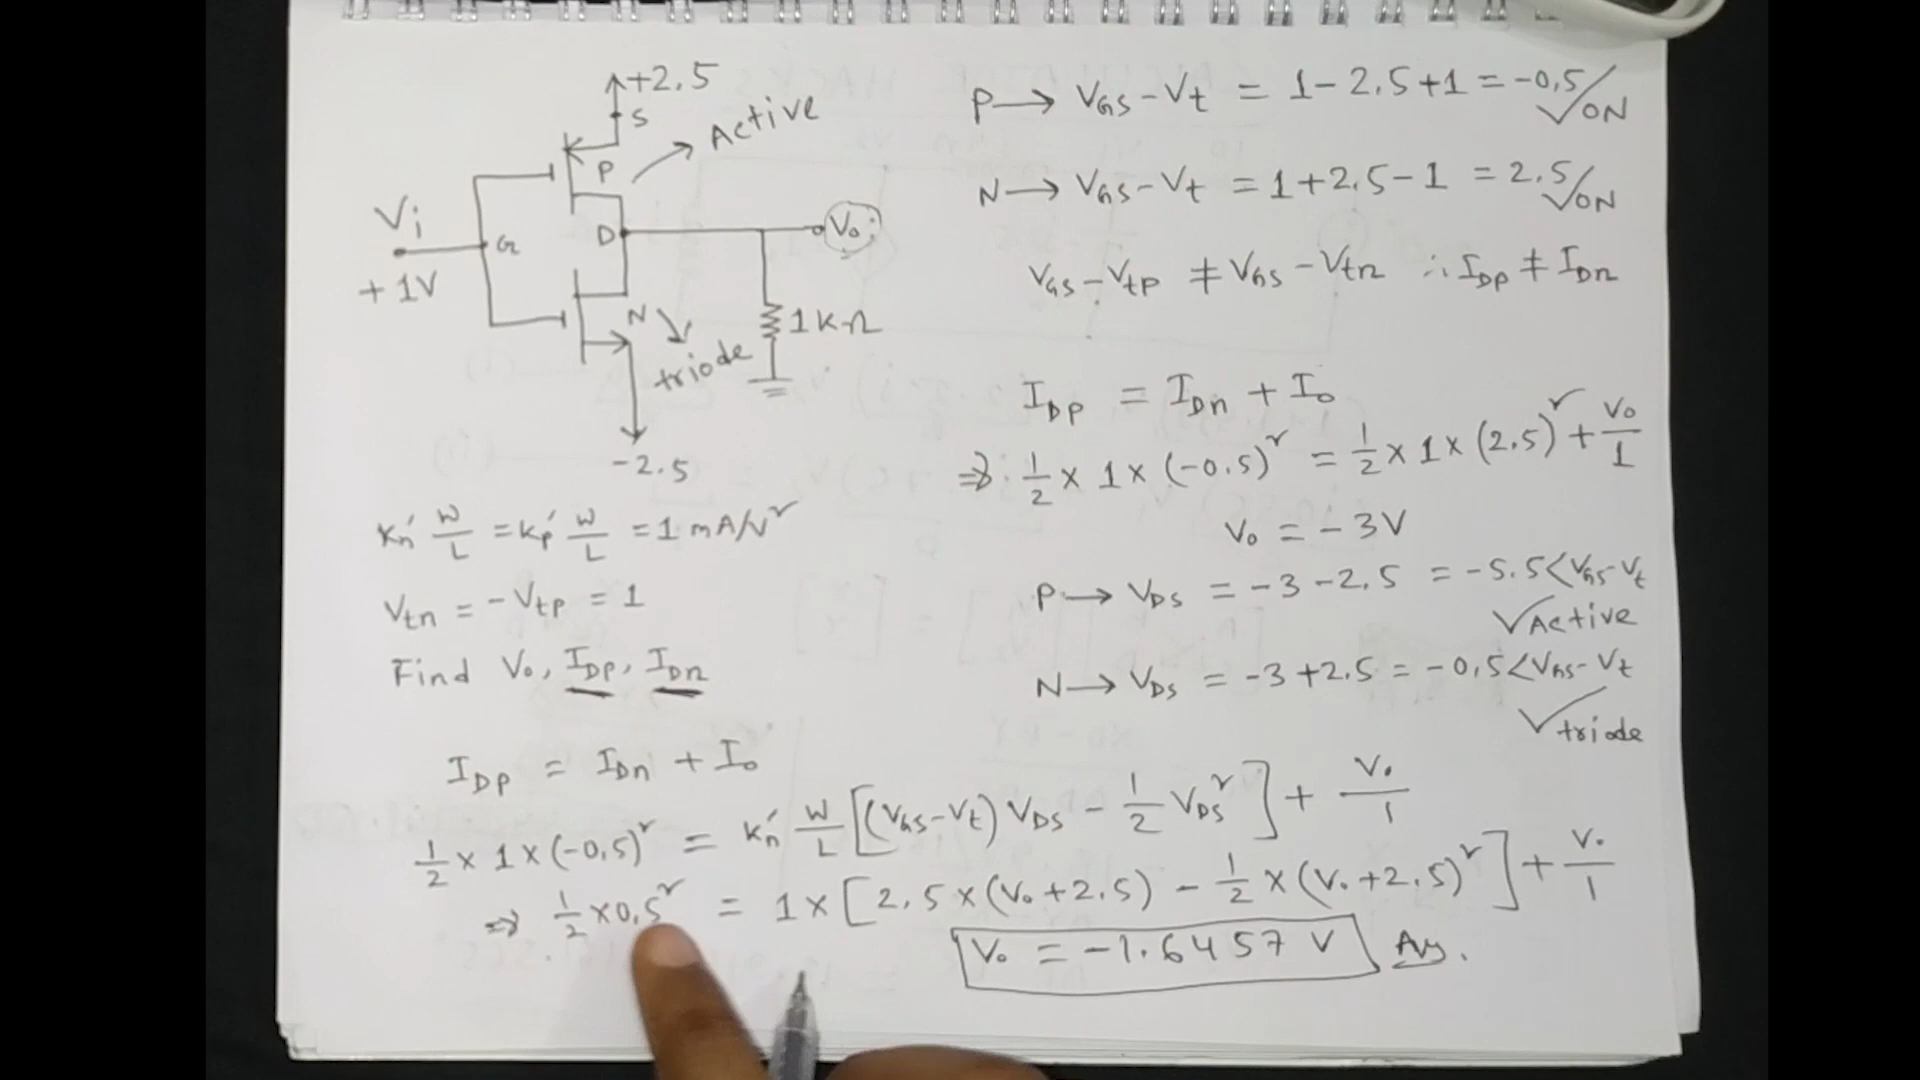 +2.5
S
Active
P
Vi
G
D
Vo
+1V
N
triode
1KΩ
-2.5
Kn' W/L = Kp' W/L = 1 mA/V²
Vtn = -Vtp = 1
Find Vo, IDp, IDn
IDp = IDn + Io
1/2 × 1 × (-0.5)² = Kn' W/L [(VGS-Vt) VDS - 1/2 VDS²] + Vo/1
⇒ 1/2 × 0.5² = 1 × [2.5 × (Vo+2.5) - 1/2 × (Vo+2.5)²] + Vo/1
Vo = -1.6457 V Ans.
P → VGS - Vt = 1 - 2.5 + 1 = -0.5 / ✓ON
N → VGS - Vt = 1 + 2.5 - 1 = 2.5 / ✓ON
VGS - Vtp ≠ VGS - Vtn ∴ IDp ≠ IDn
IDp = IDn + Io
⇒ 1/2 × 1 × (-0.5)² = 1/2 × 1 × (2.5)² + Vo/1
Vo = -3V
P → VDS = -3 - 2.5 = -5.5 < VGS - Vt
✓Active
N → VDS = -3 + 2.5 = -0.5 < VGS - Vt
✓triode